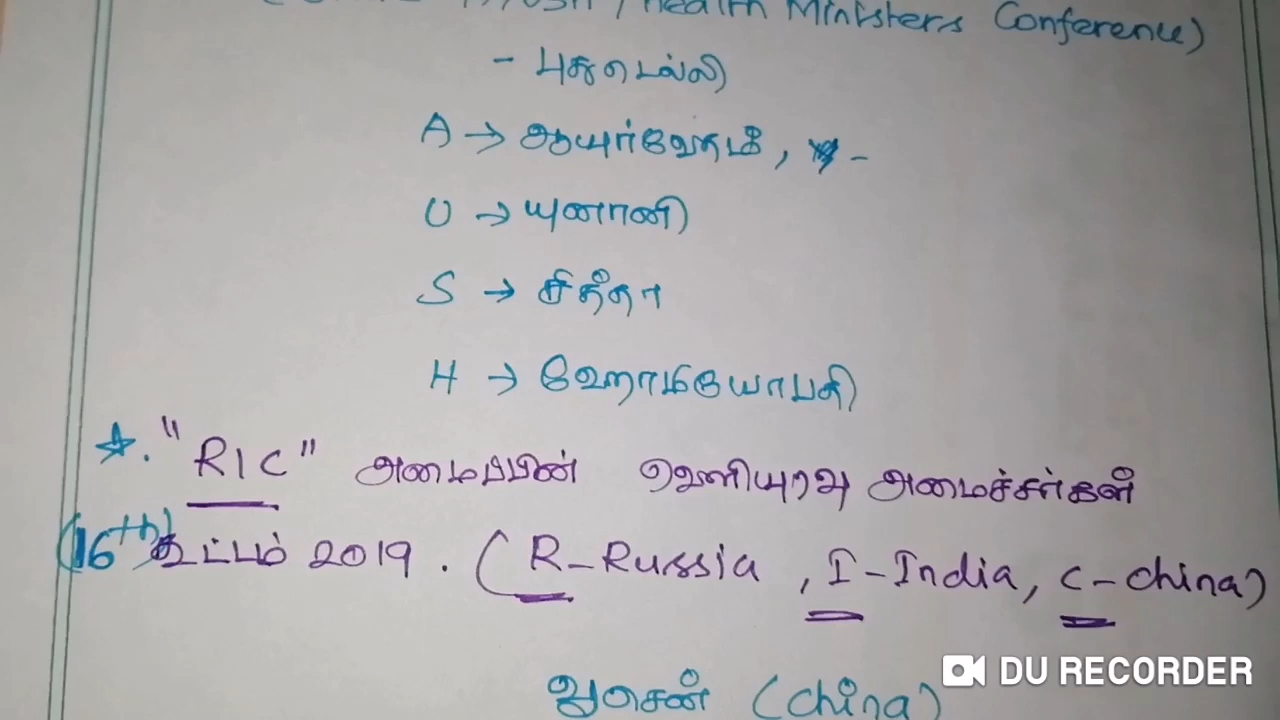 Health Ministers Conference)
- புதுடெல்லி
A → ஆயுர்வேதம், -
U → யுனானி
S → சித்தா
H → ஹோமியோபதி
☆. "RIC" அமைப்பின் வெளியுறவு அமைச்சர்கள்
(16th) கூட்டம் 2019. (R-Russia, I-India, C-China)
வூசென் (China)
DU RECORDER